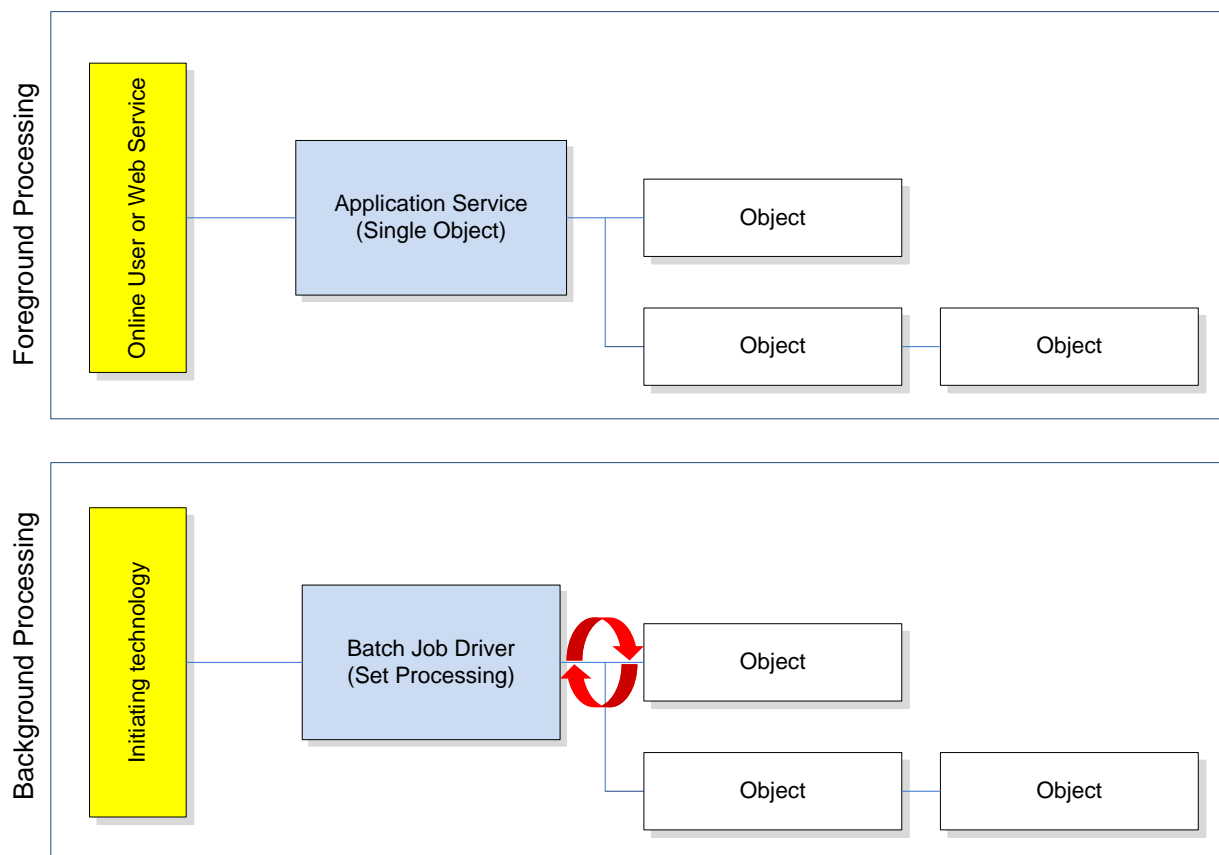 Foreground Processing
Online User or Web Service
Application Service
(Single Object)
Object
Object
Object
Background Processing
Initiating technology
Batch Job Driver
(Set Processing)
Object
Object
Object